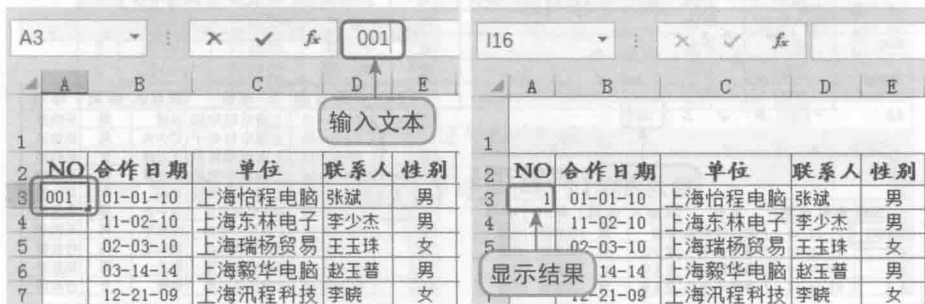 A3 fx 001
A B C D E
输入文本
1
2 NO 合作日期 单位 联系人 性别
3 001 01-01-10 上海怡程电脑 张斌 男
4 11-02-10 上海东林电子 李少杰 男
5 02-03-10 上海瑞杨贸易 王玉珠 女
6 03-14-14 上海毅华电脑 赵玉普 男
7 12-21-09 上海汛程科技 李晓 女
I16 fx
A B C D E
1
2 NO 合作日期 单位 联系人 性别
3 1 01-01-10 上海怡程电脑 张斌 男
4 11-02-10 上海东林电子 李少杰 男
5 02-03-10 上海瑞杨贸易 王玉珠 女
显示结果 14-14 上海毅华电脑 赵玉普 男
21-09 上海汛程科技 李晓 女